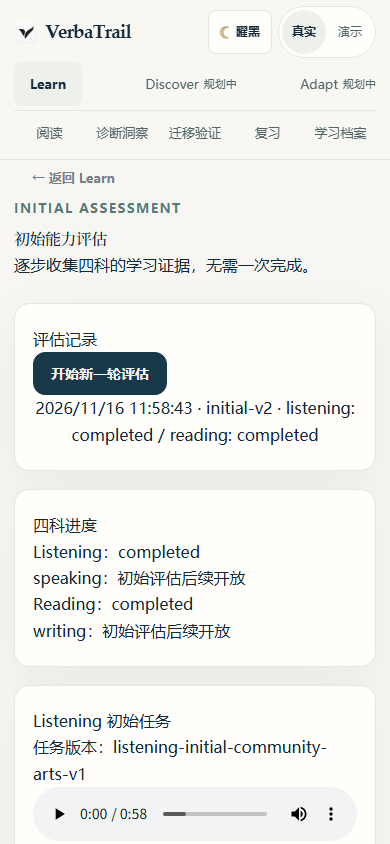 VerbaTrail
曜黑
真实
演示
Learn
Discover 规划中
Adapt 规划中
阅读
诊断洞察
迁移验证
复习
学习档案
← 返回 Learn
INITIAL ASSESSMENT
初始能力评估
逐步收集四科的学习证据，无需一次完成。
评估记录
开始新一轮评估
2026/11/16 11:58:43 · initial-v2 · listening:
completed / reading: completed
四科进度
Listening：completed
speaking：初始评估后续开放
Reading：completed
writing：初始评估后续开放
Listening 初始任务
任务版本：listening-initial-community-
arts-v1
0:00 / 0:58